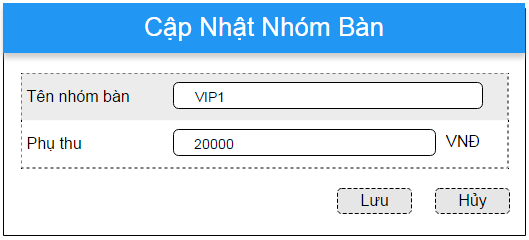 Cập Nhật Nhóm Bàn
Tên nhóm bàn VIP1
Phụ thu 20000 VNĐ
Lưu Hủy